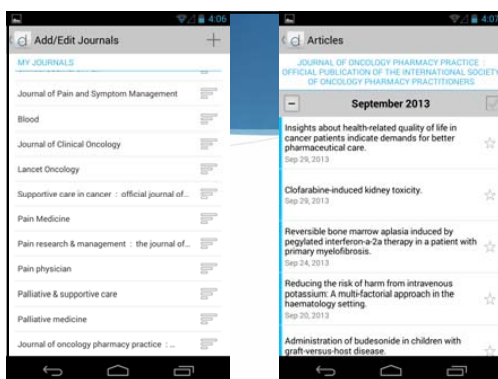 4:06
Add/Edit Journals
MY JOURNALS
Journal of Pain and Symptom Management
Blood
Journal of Clinical Oncology
Lancet Oncology
Supportive care in cancer : official journal of...
Pain Medicine
Pain research & management : the journal of...
Pain physician
Palliative & supportive care
Palliative medicine
Journal of oncology pharmacy practice : ...
4:07
Articles
JOURNAL OF ONCOLOGY PHARMACY PRACTICE :
OFFICIAL PUBLICATION OF THE INTERNATIONAL SOCIETY
OF ONCOLOGY PHARMACY PRACTITIONERS
September 2013
Insights about health-related quality of life in
cancer patients indicate demands for better
pharmaceutical care.
Sep 29, 2013
Clofarabine-induced kidney toxicity.
Sep 29, 2013
Reversible bone marrow aplasia induced by
pegylated interferon-a-2a therapy in a patient with
primary myelofibrosis.
Sep 24, 2013
Reducing the risk of harm from intravenous
potassium: A multi-factorial approach in the
haematology setting.
Sep 20, 2013
Administration of budesonide in children with
graft-versus-host disease.